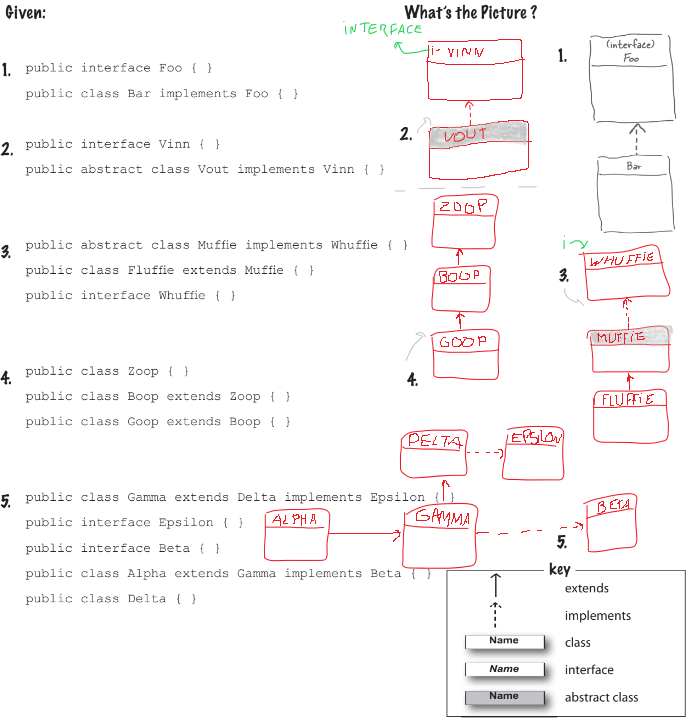 Given:
What's the Picture ?
INTERFACE
1. public interface Foo { }
public class Bar implements Foo { }
2. public interface Vinn { }
public abstract class Vout implements Vinn { }
3. public abstract class Muffie implements Whuffie { }
public class Fluffie extends Muffie { }
public interface Whuffie { }
4. public class Zoop { }
public class Boop extends Zoop { }
public class Goop extends Boop { }
5. public class Gamma extends Delta implements Epsilon { }
public interface Epsilon { }
public interface Beta { }
public class Alpha extends Gamma implements Beta { }
public class Delta { }
i- VINN
2.
VOUT
1.
(interface)
Foo
Bar
ZOOP
BOOP
GOOP
4.
i
3.
WHUFFiE
MUFFiE
FLUFFiE
DELTA
EPSILON
ALPHA
GAMMA
BETA
5.
key
extends
implements
Name class
Name interface
Name abstract class